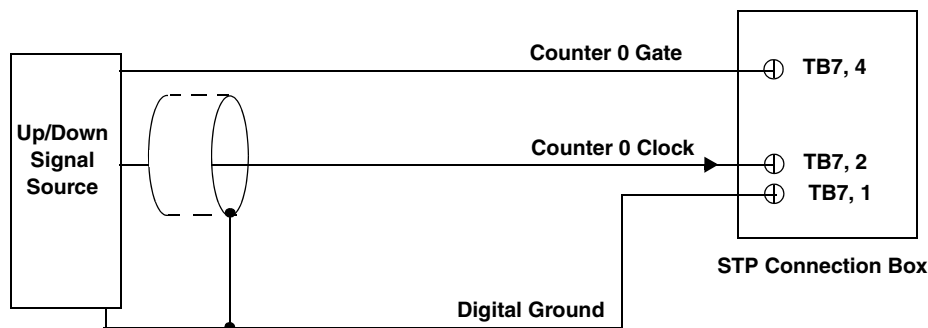 Counter 0 Gate
TB7, 4
Up/Down
Signal
Source
Counter 0 Clock
TB7, 2
TB7, 1
STP Connection Box
Digital Ground